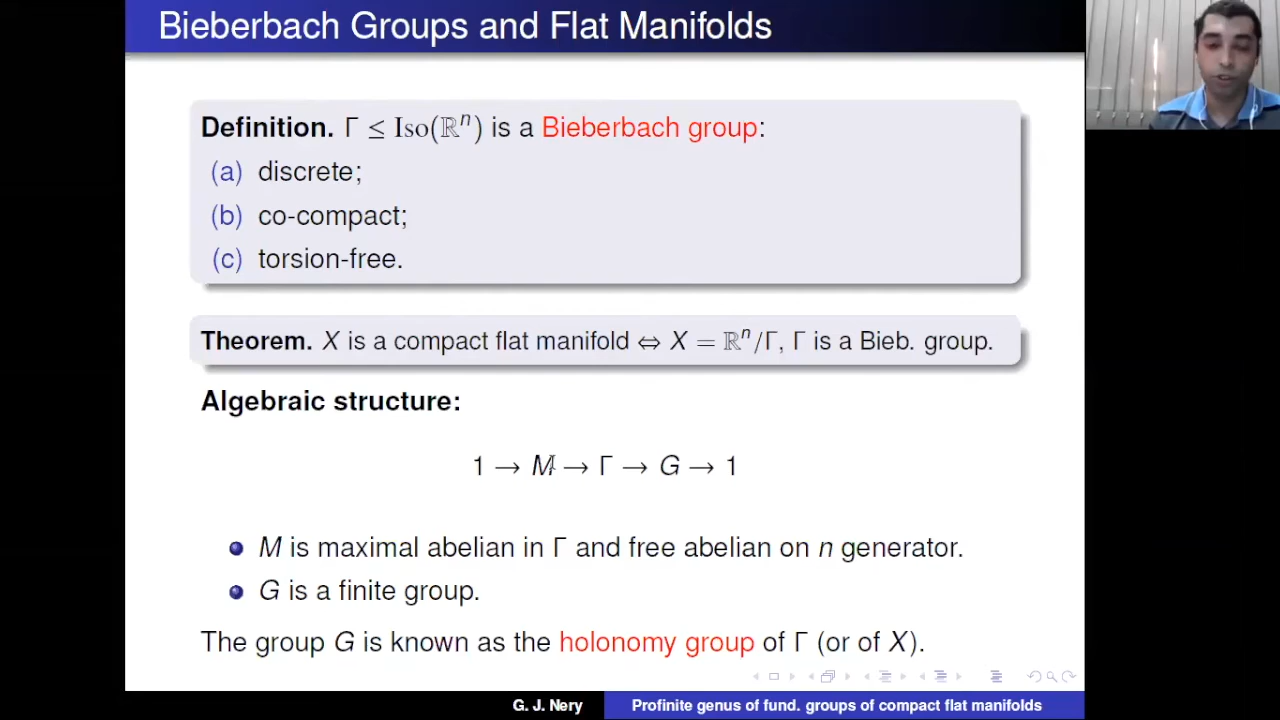 Bieberbach Groups and Flat Manifolds
Definition. Γ ≤ Iso(ℝⁿ) is a Bieberbach group:
(a) discrete;
(b) co-compact;
(c) torsion-free.
Theorem. X is a compact flat manifold ⇔ X = ℝⁿ/Γ, Γ is a Bieb. group.
Algebraic structure:
1 → M → Γ → G → 1
M is maximal abelian in Γ and free abelian on n generator.
G is a finite group.
The group G is known as the holonomy group of Γ (or of X).
G. J. Nery Profinite genus of fund. groups of compact flat manifolds